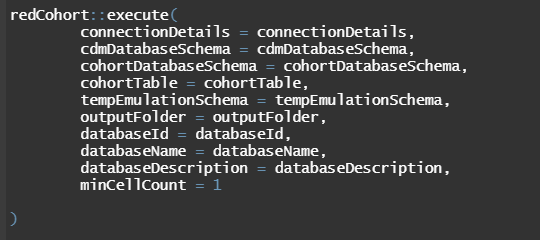 redCohort::execute(
connectionDetails = connectionDetails,
cdmDatabaseSchema = cdmDatabaseSchema,
cohortDatabaseSchema = cohortDatabaseSchema,
cohortTable = cohortTable,
tempEmulationSchema = tempEmulationSchema,
outputFolder = outputFolder,
databaseId = databaseId,
databaseName = databaseName,
databaseDescription = databaseDescription,
minCellCount = 1
)